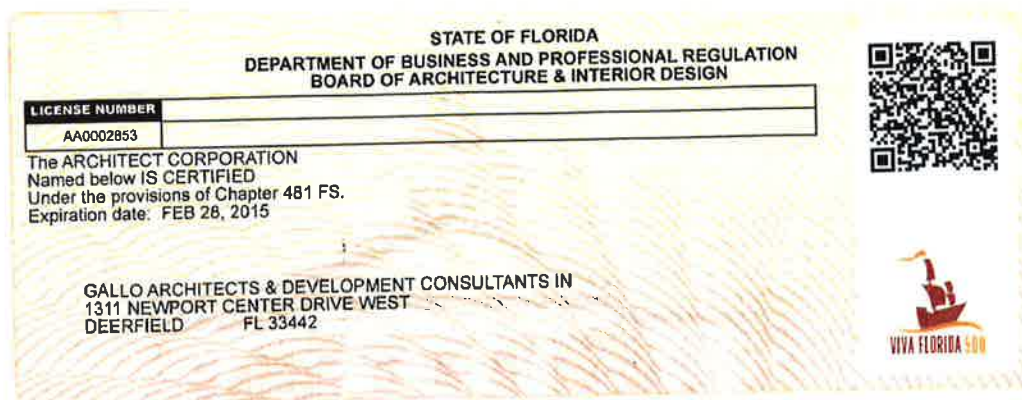 STATE OF FLORIDA
DEPARTMENT OF BUSINESS AND PROFESSIONAL REGULATION
BOARD OF ARCHITECTURE & INTERIOR DESIGN
LICENSE NUMBER
AA0002853
The ARCHITECT CORPORATION
Named below IS CERTIFIED
Under the provisions of Chapter 481 FS.
Expiration date: FEB 28, 2015
GALLO ARCHITECTS & DEVELOPMENT CONSULTANTS IN
1311 NEWPORT CENTER DRIVE WEST
DEERFIELD FL 33442
VIVA FLORIDA 500